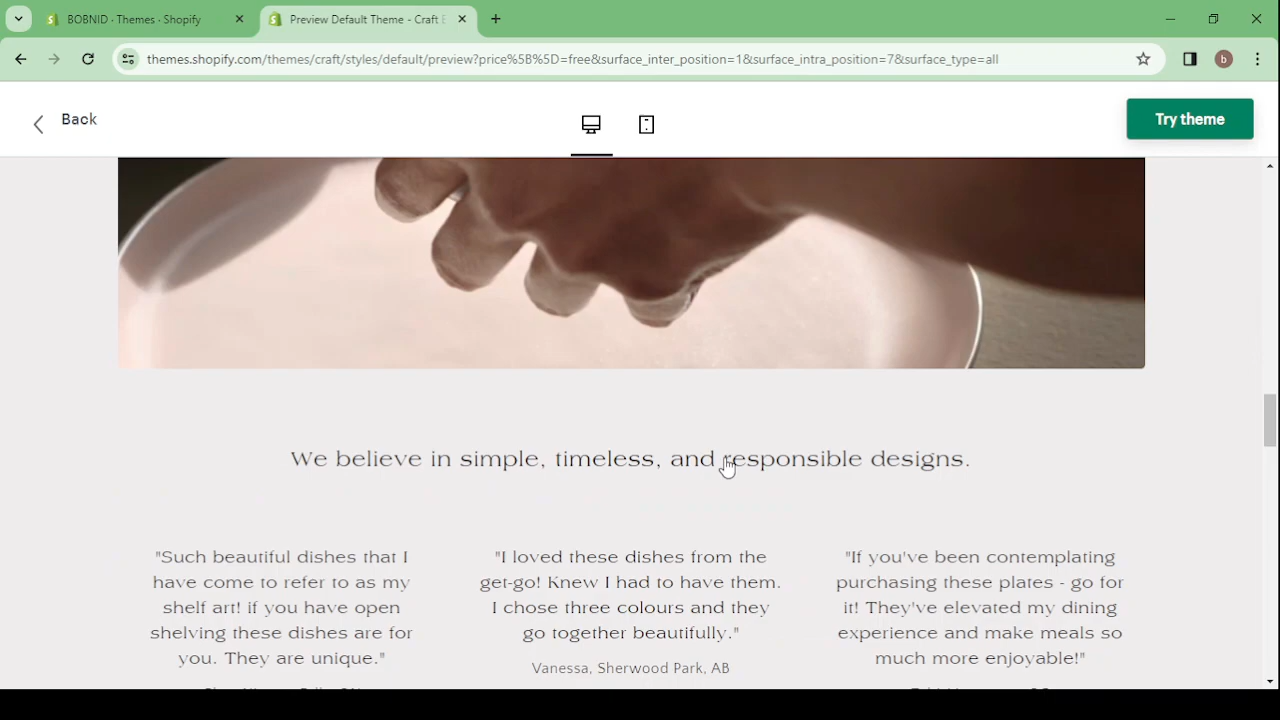 BOBNID · Themes · Shopify
Preview Default Theme - Craft E
themes.shopify.com/themes/craft/styles/default/preview?price%5B%5D=free&surface_inter_position=1&surface_intra_position=7&surface_type=all
b
Back
Try theme
We believe in simple, timeless, and responsible designs.
"Such beautiful dishes that I
have come to refer to as my
shelf art! if you have open
shelving these dishes are for
you. They are unique."
"I loved these dishes from the
get-go! Knew I had to have them.
I chose three colours and they
go together beautifully."
Vanessa, Sherwood Park, AB
"If you've been contemplating
purchasing these plates - go for
it! They've elevated my dining
experience and make meals so
much more enjoyable!"